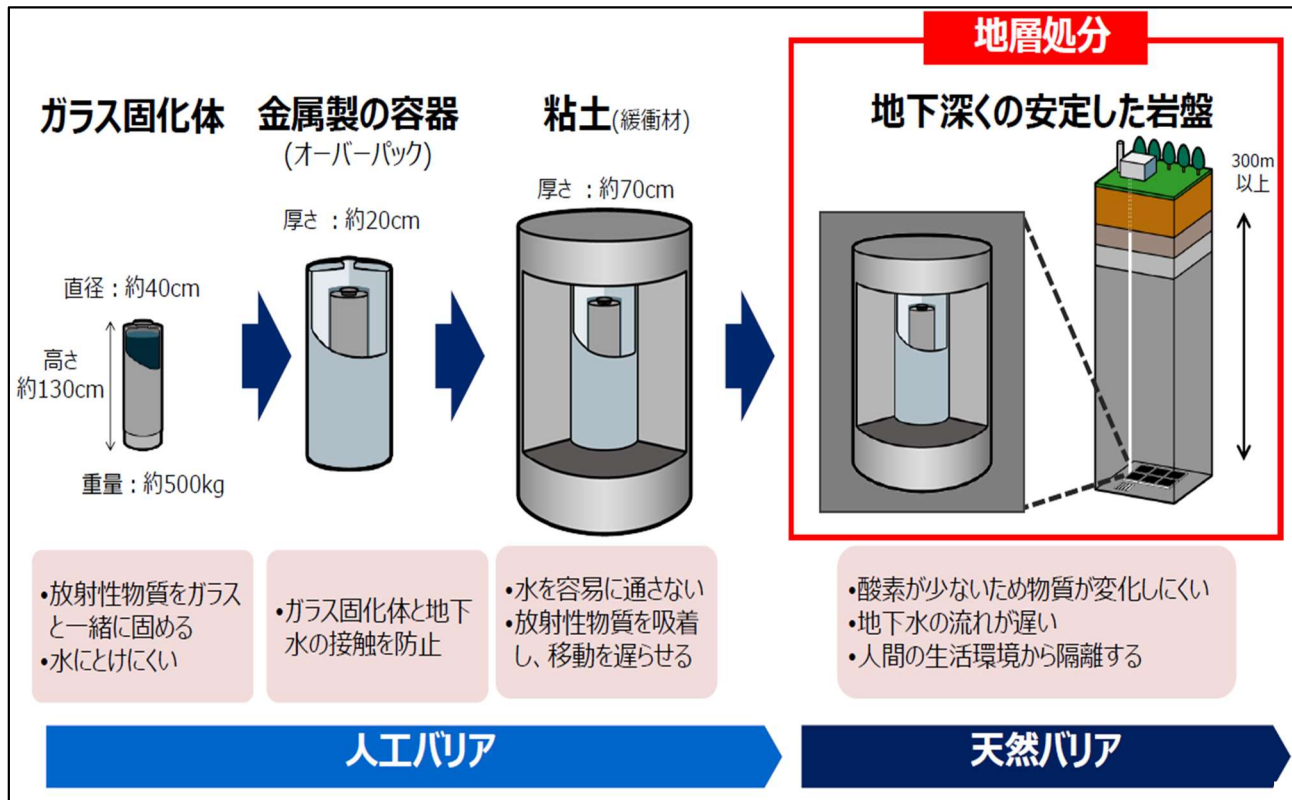 地層処分
ガラス固化体
直径：約40cm
高さ
約130cm
重量：約500kg
•放射性物質をガラス
と一緒に固める
•水にとけにくい
金属製の容器
(オーバーパック)
厚さ：約20cm
•ガラス固化体と地下
水の接触を防止
粘土(緩衝材)
厚さ：約70cm
•水を容易に通さない
•放射性物質を吸着
し、移動を遅らせる
地下深くの安定した岩盤
300m
以上
•酸素が少ないため物質が変化しにくい
•地下水の流れが遅い
•人間の生活環境から隔離する
人工バリア
天然バリア